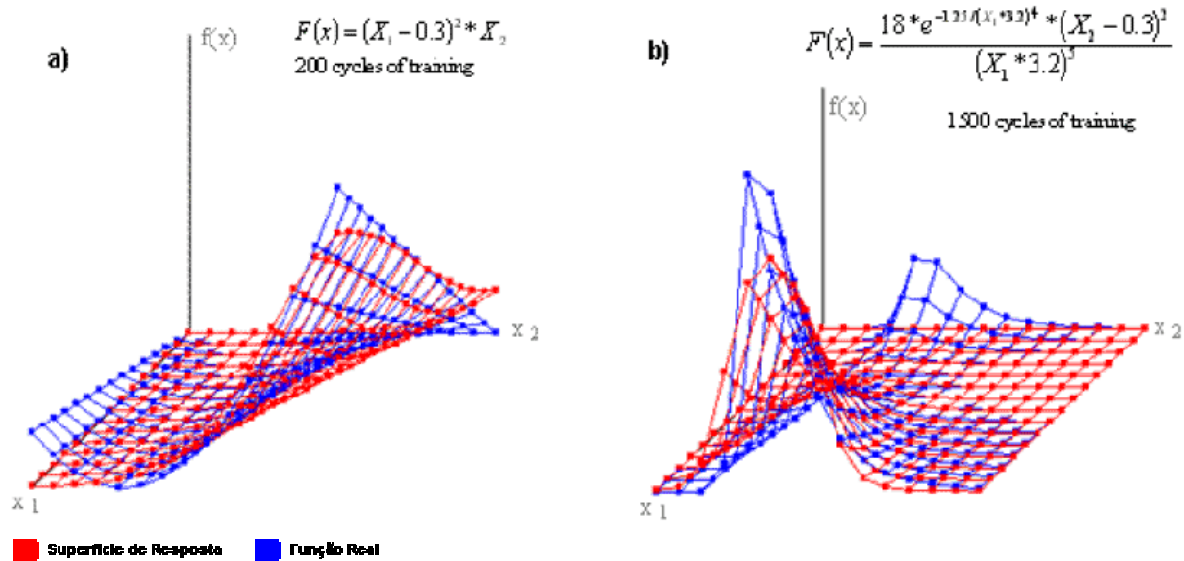 a)
f(x)
F(x) = (X₁ − 0.3)² * X₂
200 cycles of training
x 2
x 1
b)
F(x) = (18 * e^(−1.25/(X₁*3.2)⁴) * (X₂ − 0.3)²) / (X₁ * 3.2)⁵
f(x)
1500 cycles of training
x 2
x 1
Superfície de Resposta
Função Real